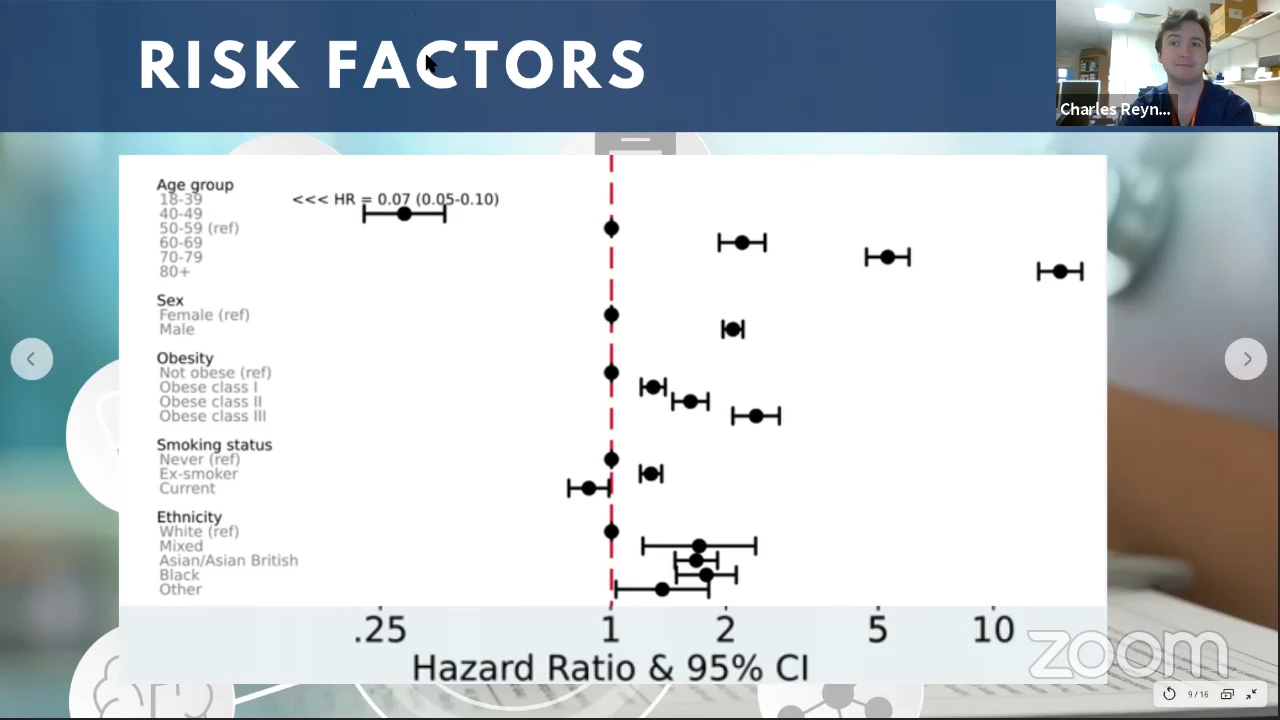 RISK FACTORS
Charles Reyn...
Age group
18-39 <<< HR = 0.07 (0.05-0.10)
40-49
50-59 (ref)
60-69
70-79
80+
Sex
Female (ref)
Male
Obesity
Not obese (ref)
Obese class I
Obese class II
Obese class III
Smoking status
Never (ref)
Ex-smoker
Current
Ethnicity
White (ref)
Mixed
Asian/Asian British
Black
Other
.25 1 2 5 10
Hazard Ratio & 95% CI
zoom
9/16